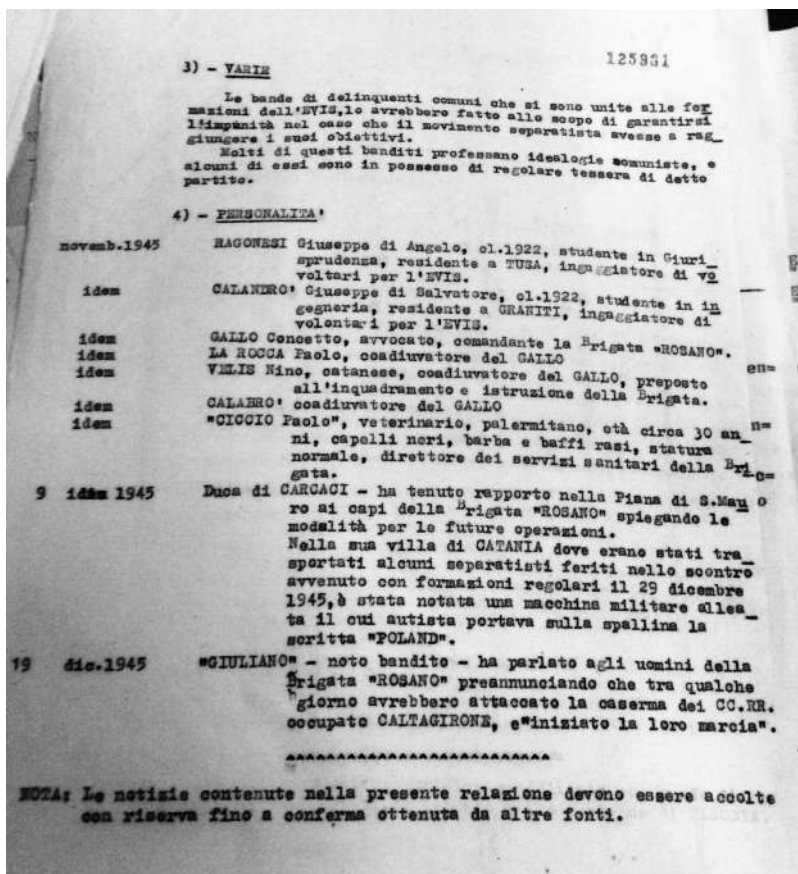 125931
3) - VARIE
Le bande di delinquenti comuni che si sono unite alle for_
mazioni dell'EVIS,lo avrebbero fatto allo scopo di garantirsi
l'impunità nel caso che il movimento separatista avesse a rag_
giungere i suoi obiettivi.
Molti di questi banditi professano idealogie comuniste, e
alcuni di essi sono in possesso di regolare tessera di detto
partito.
4) - PERSONALITA'
novemb.1945 RAGONESI Giuseppe di Angelo, cl.1922, studente in Giuri_
sprudenza, residente a TUSA, ingaggiatore di vo_
voltari per l'EVIS.
idem CALANDRO' Giuseppe di Salvatore, cl.1922, studente in in_
gegneria, residente a GRANITI, ingaggiatore di
volontari per l'EVIS.
idem GALLO Concetto, avvocato, comandante la Brigata "ROSANO".
idem LA ROCCA Paolo, coadiuvatore del GALLO
idem VELIS Nino, catanese, coadiuvatore del GALLO, preposto en=
all'inquadramento e istruzione della Brigata.
idem CALABRO' coadiuvatore del GALLO
idem "CICCIO Paolo", veterinario, palermitano, età circa 30 an_ n=
ni, capelli neri, barba e baffi rasi, statura
normale, direttore dei servizi sanitari della Bri_
gata. c=
9 idem 1945 Duca di CARCACI - ha tenuto rapporto nella Piana di S.Mau_ o
ro ai capi della Brigata "ROSANO" spiegando le
modalità per le future operazioni.
Nella sua villa di CATANIA dove erano stati tra_
sportati alcuni separatisti feriti nello scontro
avvenuto con formazioni regolari il 29 dicembre
1945,è stata notata una macchina militare allea_
ta il cui autista portava sulla spallina la
scritta "POLAND".
19 dic.1945 "GIULIANO" - noto bandito - ha parlato agli uomini della
Brigata "ROSANO" preannunciando che tra qualche
giorno avrebbero attaccato la caserma dei CC.RR.
occupato CALTAGIRONE, e"iniziato la loro marcia".
NOTA: Le notizie contenute nella presente relazione devono essere accolte
con riserva fino a conferma ottenuta da altre fonti.